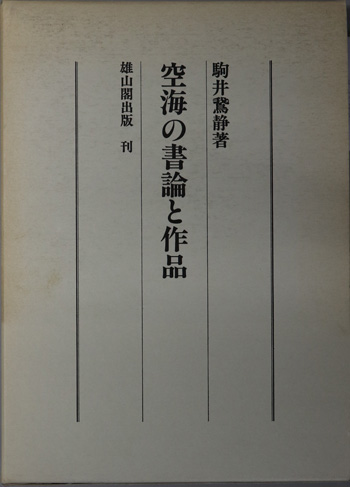 駒井鵞静著
空海の書論と作品
雄山閣出版 刊